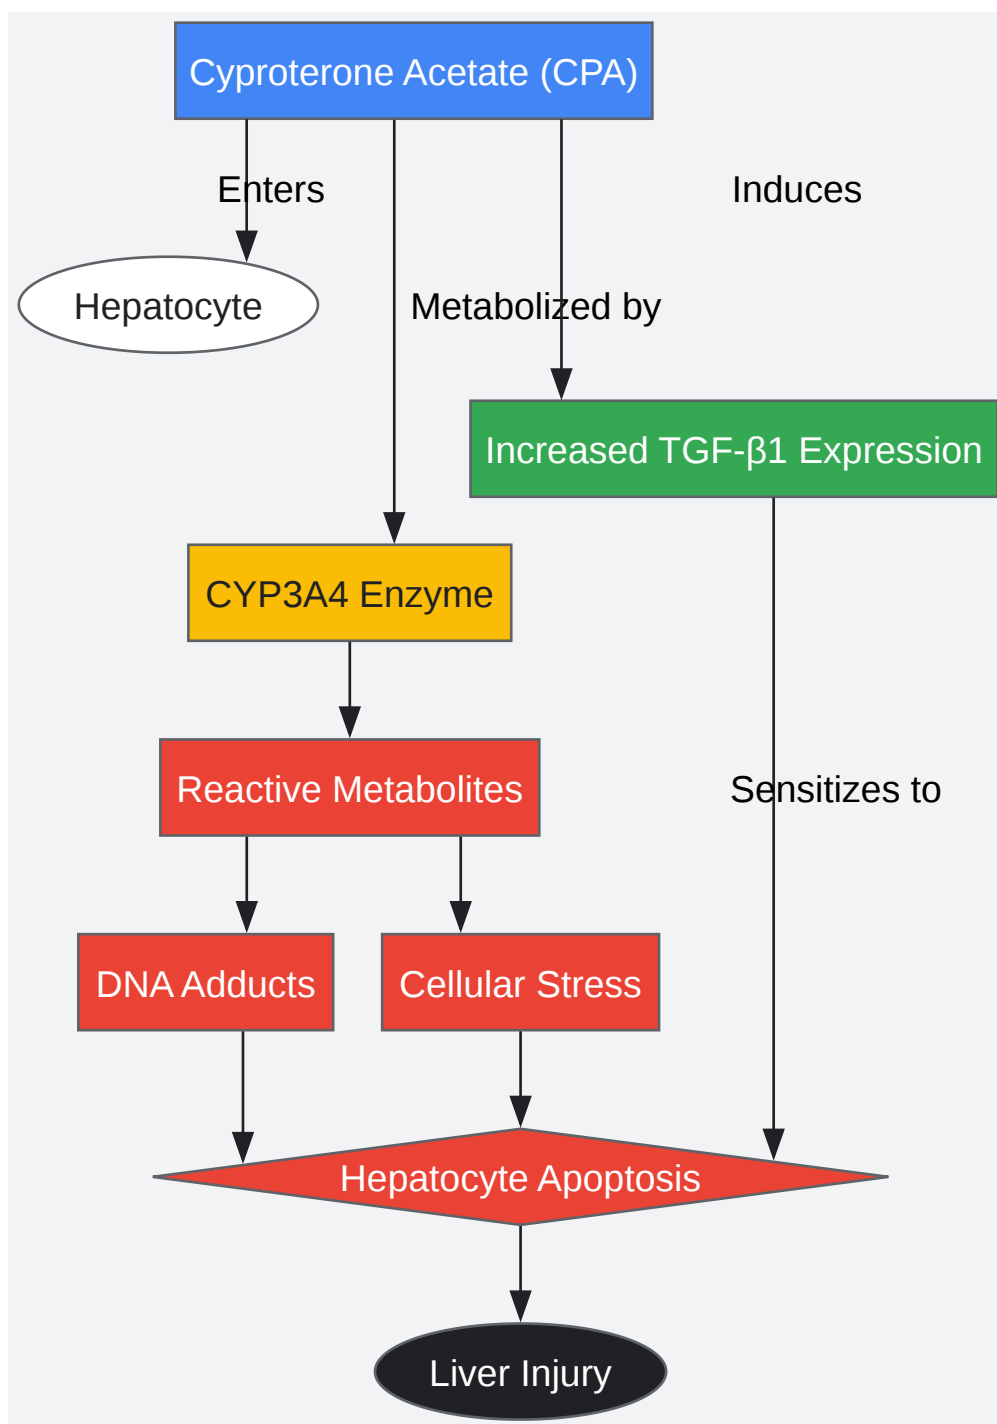 Cyproterone Acetate (CPA)
Enters
Induces
Hepatocyte
Metabolized by
Increased TGF-β1 Expression
CYP3A4 Enzyme
Reactive Metabolites
Sensitizes to
DNA Adducts
Cellular Stress
Hepatocyte Apoptosis
Liver Injury